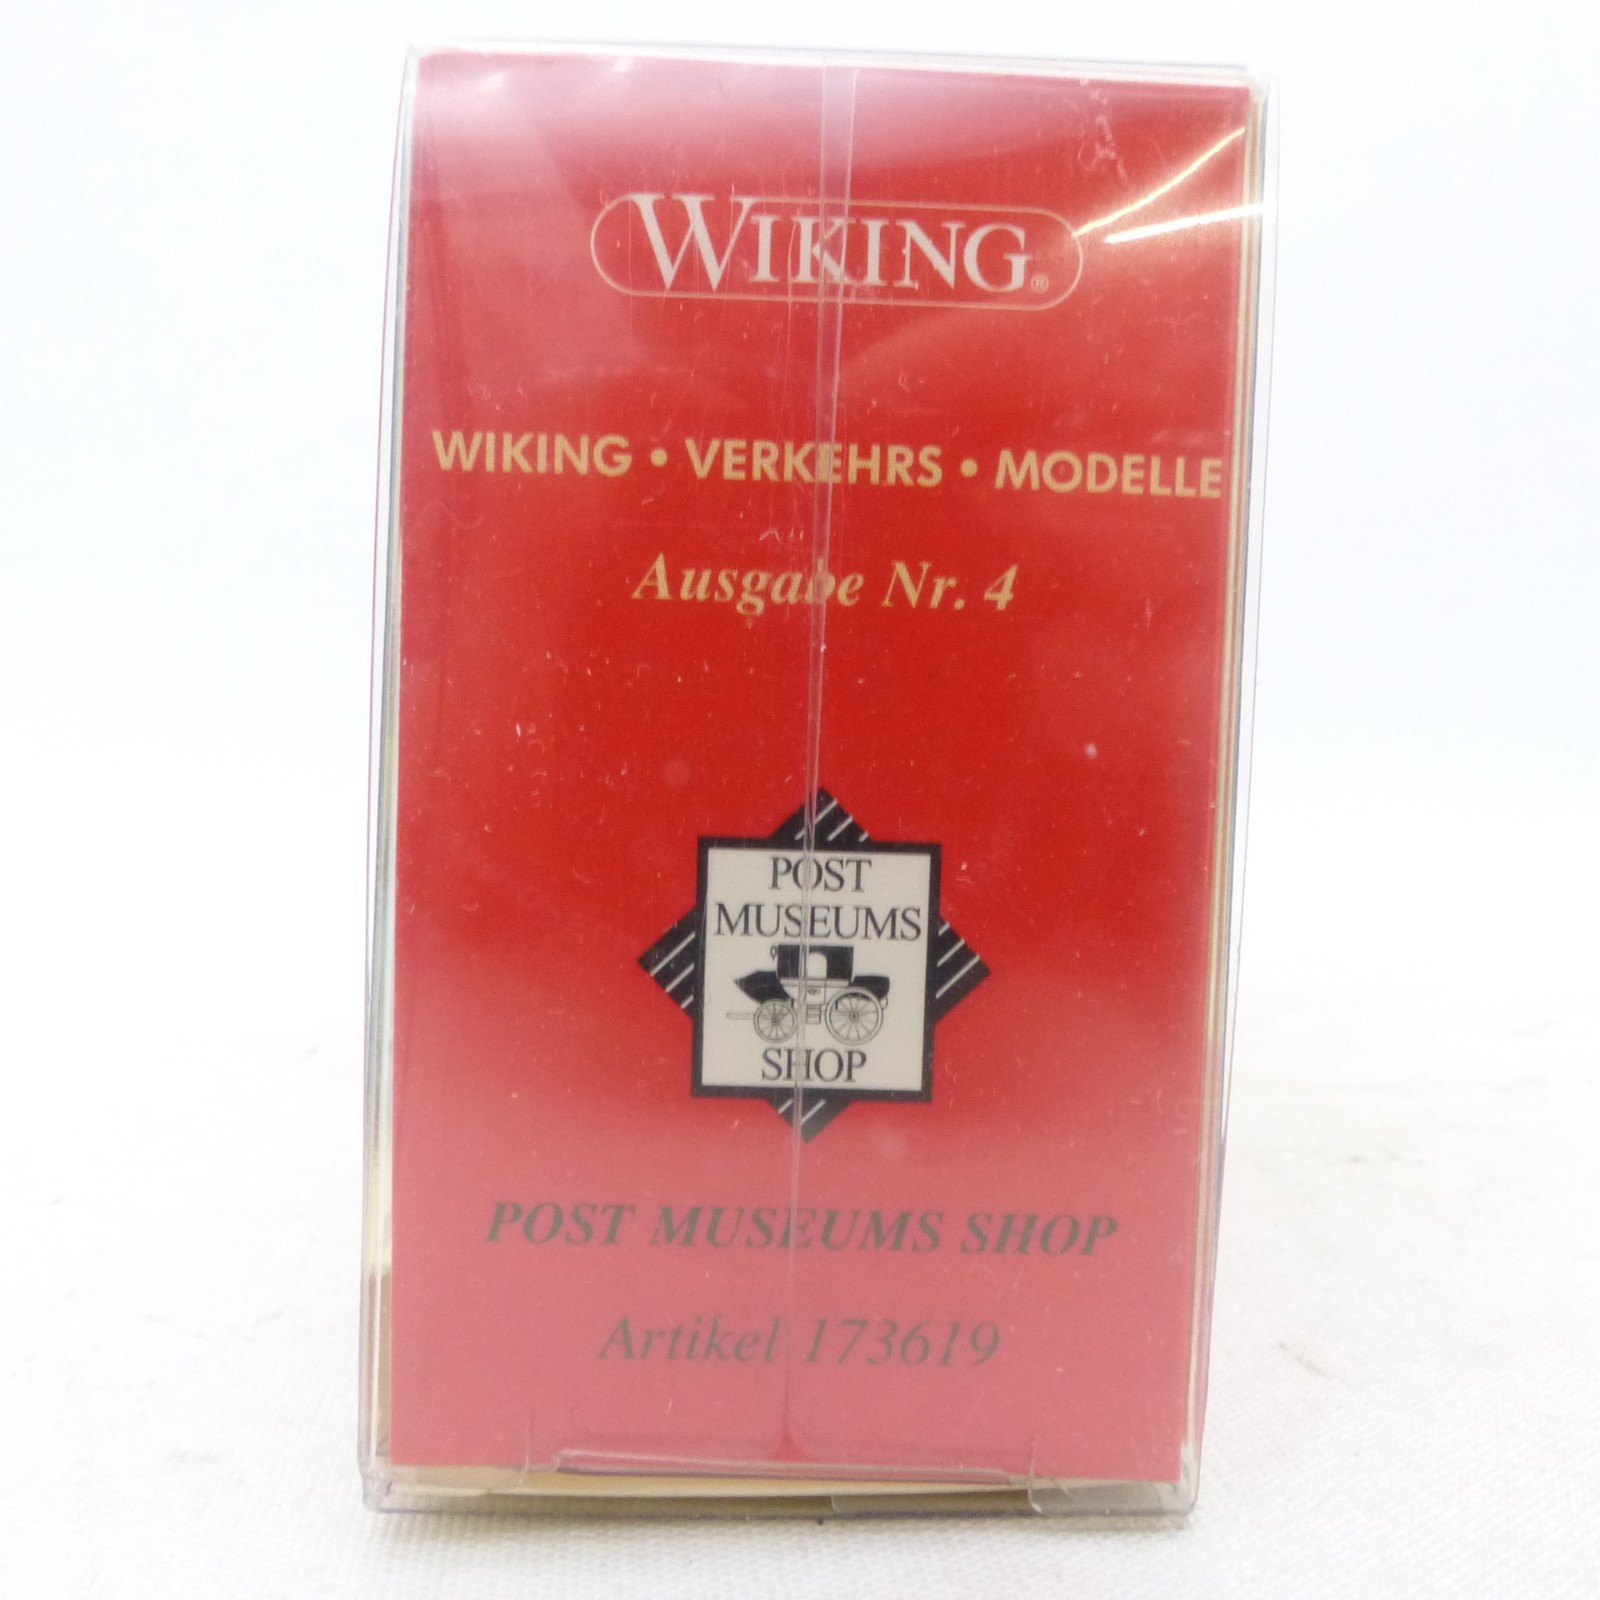 WIKING®
WIKING • VERKEHRS • MODELLE
Ausgabe Nr. 4
POST
MUSEUMS
SHOP
POST MUSEUMS SHOP
Artikel 173619